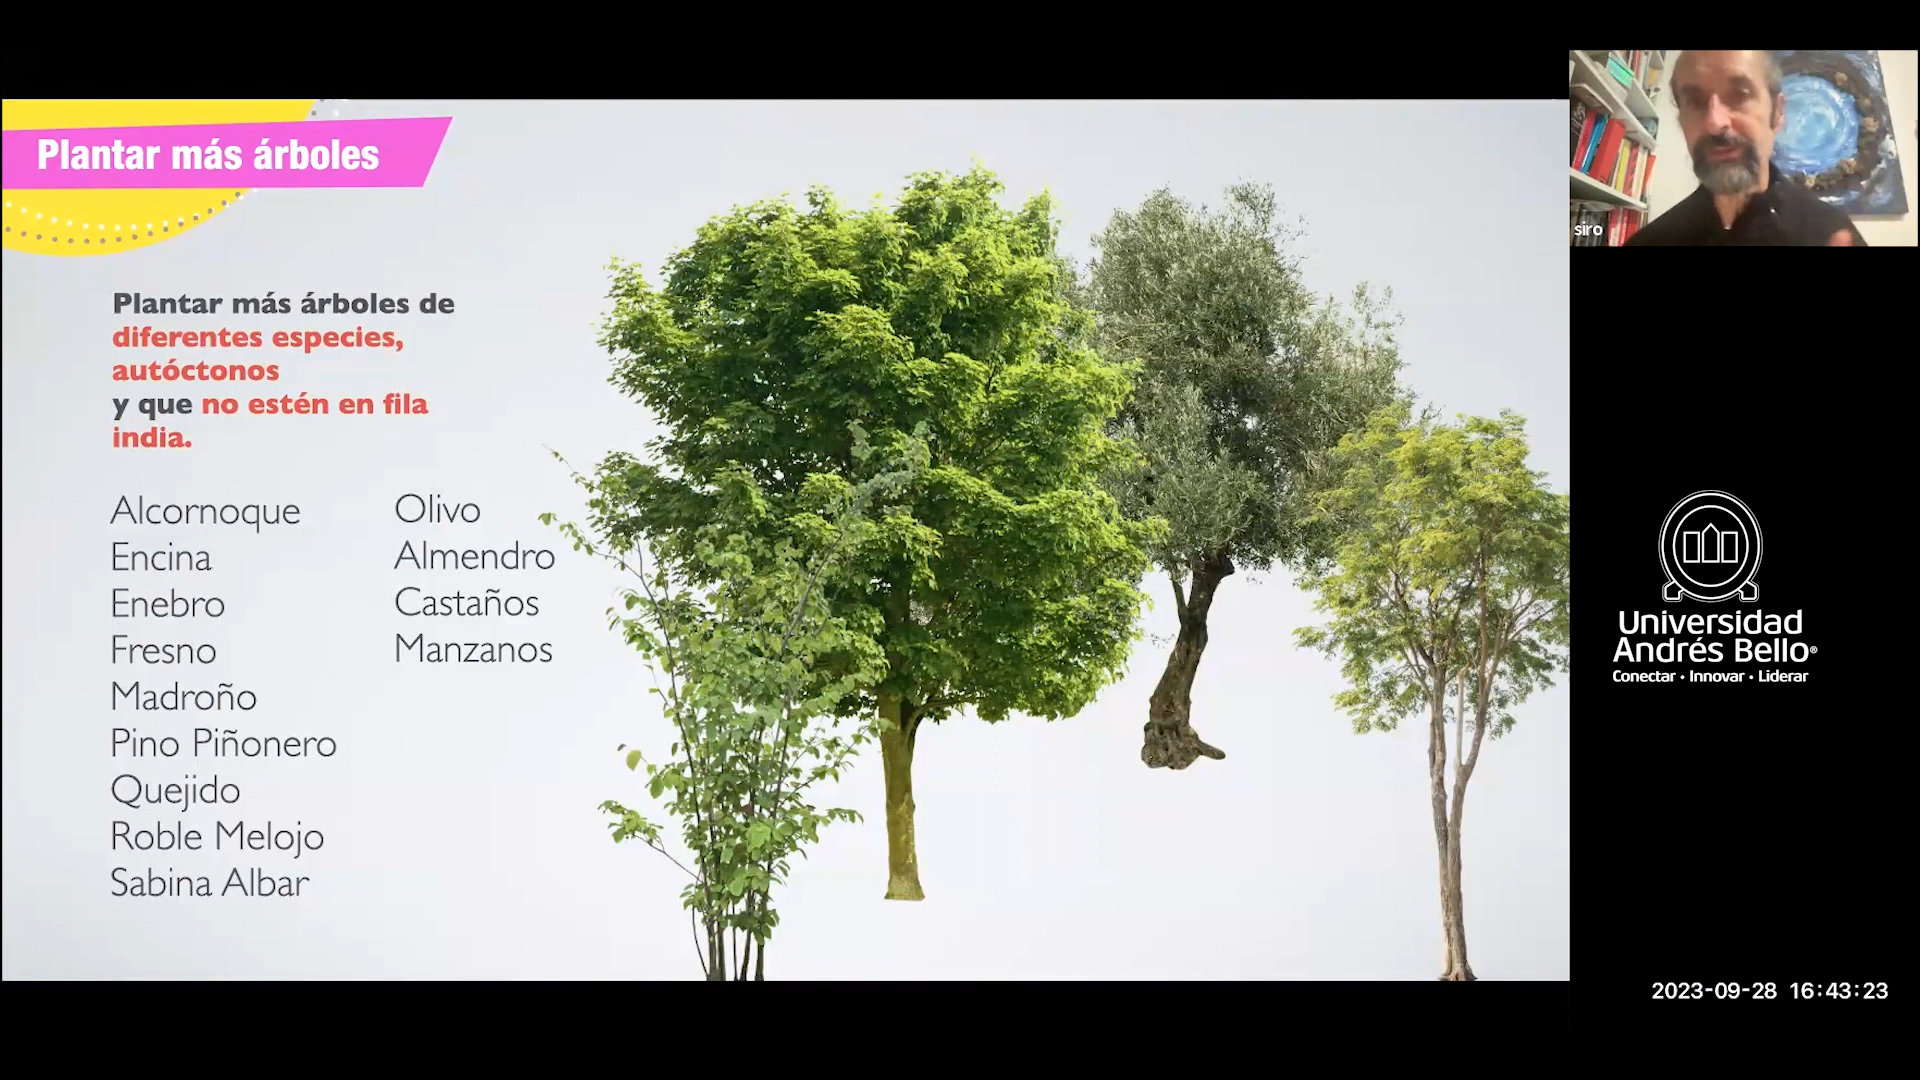 Plantar más árboles
Plantar más árboles de
diferentes especies,
autóctonos
y que no estén en fila
india.
Alcornoque
Encina
Enebro
Fresno
Madroño
Pino Piñonero
Quejido
Roble Melojo
Sabina Albar
Olivo
Almendro
Castaños
Manzanos
siro
Universidad
Andrés Bello®
Conectar • Innovar • Liderar
2023-09-28 16:43:23